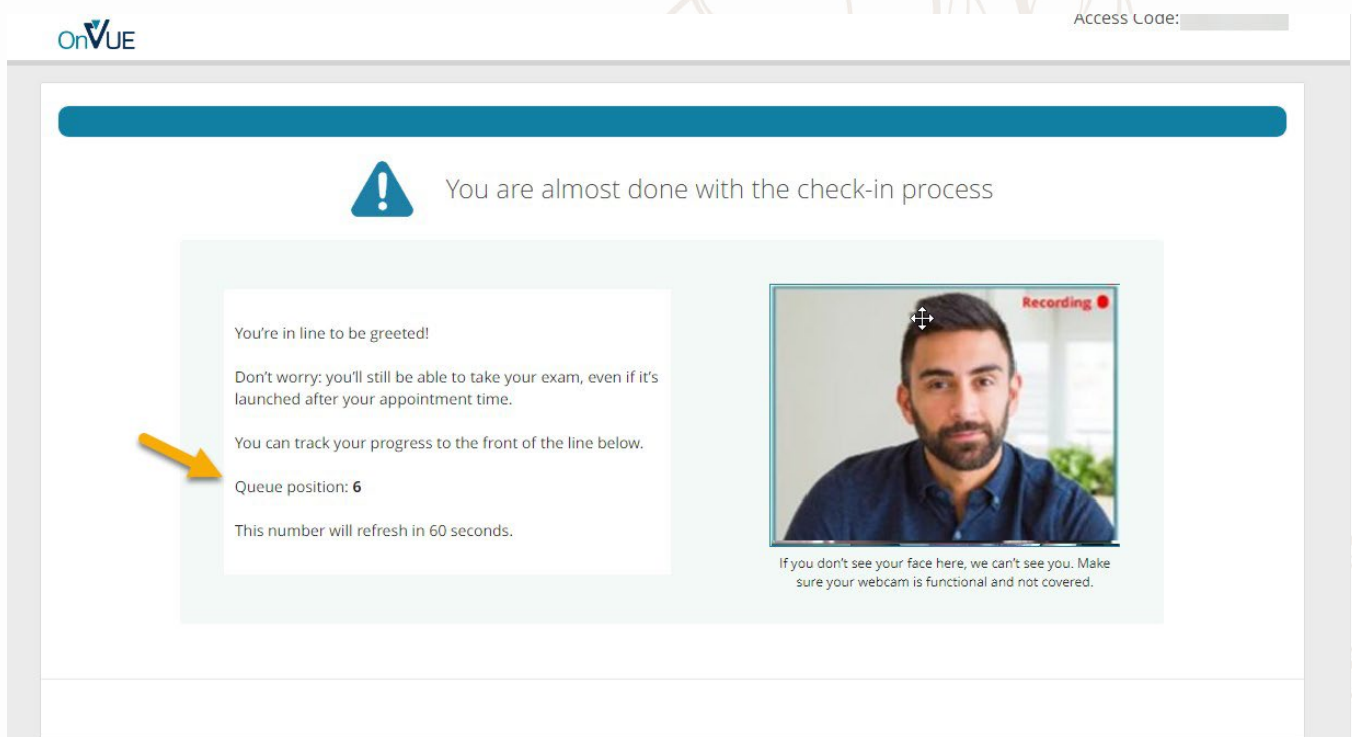 Access Code:
OnVUE
You are almost done with the check-in process
You're in line to be greeted!
Don't worry: you'll still be able to take your exam, even if it's
launched after your appointment time.
You can track your progress to the front of the line below.
Queue position: 6
This number will refresh in 60 seconds.
Recording
If you don't see your face here, we can't see you. Make
sure your webcam is functional and not covered.